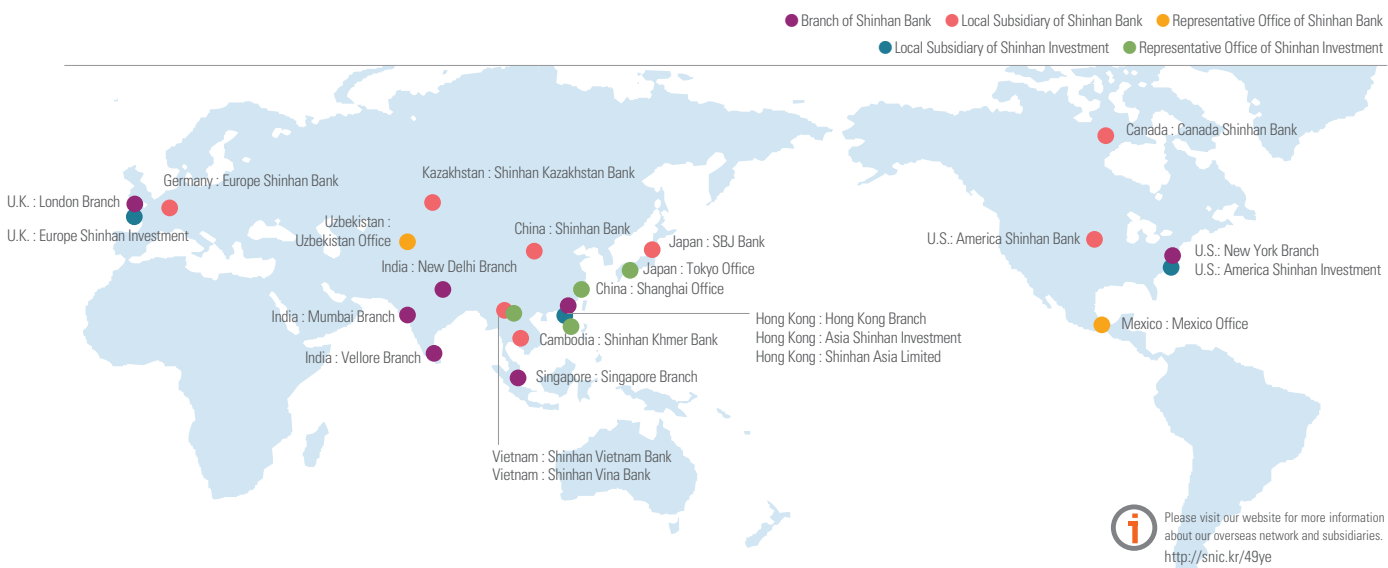 Branch of Shinhan Bank Local Subsidiary of Shinhan Bank Representative Office of Shinhan Bank
Local Subsidiary of Shinhan Investment Representative Office of Shinhan Investment
Canada : Canada Shinhan Bank
Kazakhstan : Shinhan Kazakhstan Bank
Germany : Europe Shinhan Bank
U.K. : London Branch
U.K. : Europe Shinhan Investment
Uzbekistan :
Uzbekistan Office
China : Shinhan Bank
Japan : SBJ Bank
U.S.: America Shinhan Bank
U.S.: New York Branch
U.S.: America Shinhan Investment
India : New Delhi Branch
Japan : Tokyo Office
China : Shanghai Office
India : Mumbai Branch
Hong Kong : Hong Kong Branch
Hong Kong : Asia Shinhan Investment
Hong Kong : Shinhan Asia Limited
Mexico : Mexico Office
Cambodia : Shinhan Khmer Bank
India : Vellore Branch
Singapore : Singapore Branch
Vietnam : Shinhan Vietnam Bank
Vietnam : Shinhan Vina Bank
i
Please visit our website for more information
about our overseas network and subsidiaries.
http://snic.kr/49ye